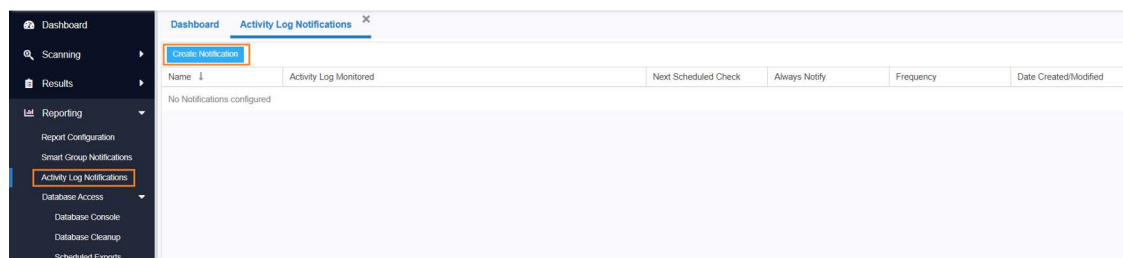 Dashboard
Scanning
Results
Reporting
Report Configuration
Smart Group Notifications
Activity Log Notifications
Database Access
Database Console
Database Cleanup
Scheduled Exports
Dashboard Activity Log Notifications ×
Create Notification
Name ↓ Activity Log Monitored Next Scheduled Check Always Notify Frequency Date Created/Modified
No Notifications configured